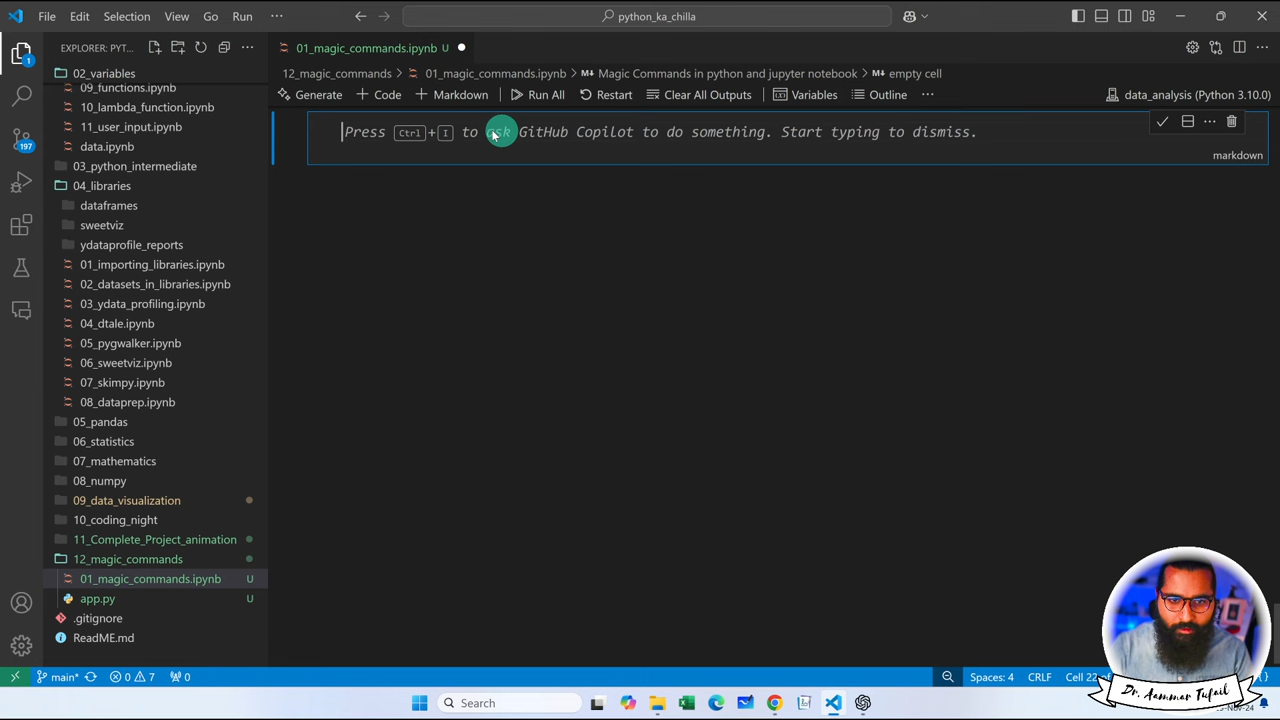 File Edit Selection View Go Run ··· python_ka_chilla
EXPLORER: PYT... ···
02_variables
09_functions.ipynb
10_lambda_function.ipynb
11_user_input.ipynb
data.ipynb
03_python_intermediate
04_libraries
dataframes
sweetviz
ydataprofile_reports
01_importing_libraries.ipynb
02_datasets_in_libraries.ipynb
03_ydata_profiling.ipynb
04_dtale.ipynb
05_pygwalker.ipynb
06_sweetviz.ipynb
07_skimpy.ipynb
08_dataprep.ipynb
05_pandas
06_statistics
07_mathematics
08_numpy
09_data_visualization
10_coding_night
11_Complete_Project_animation
12_magic_commands
01_magic_commands.ipynb U
app.py U
.gitignore
ReadME.md
1
197
01_magic_commands.ipynb U
12_magic_commands > 01_magic_commands.ipynb > Magic Commands in python and jupyter notebook > empty cell
Generate + Code + Markdown Run All Restart Clear All Outputs Variables Outline ··· data_analysis (Python 3.10.0)
Press Ctrl+I to ask GitHub Copilot to do something. Start typing to dismiss.
markdown
main* 0 7 0 Spaces: 4 CRLF Cell 22
Dr. Aammar Tufail
Search